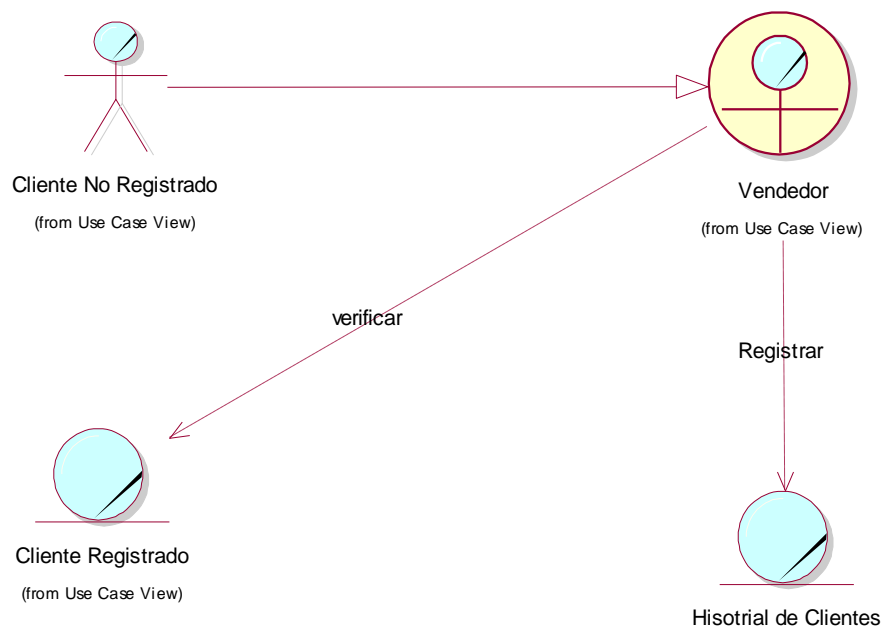 Cliente No Registrado
(from Use Case View)
Vendedor
(from Use Case View)
verificar
Registrar
Cliente Registrado
(from Use Case View)
Hisotrial de Clientes